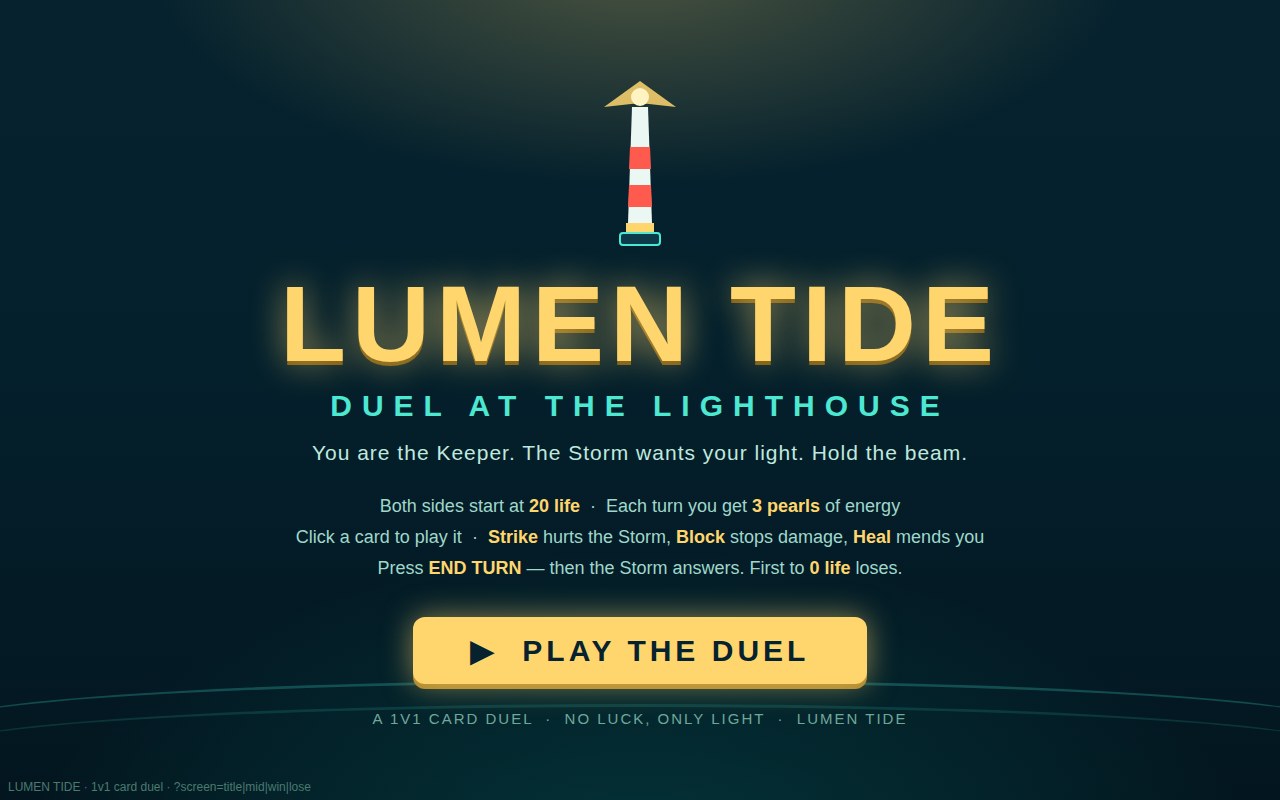 LUMEN TIDE
DUEL AT THE LIGHTHOUSE
You are the Keeper. The Storm wants your light. Hold the beam.
Both sides start at 20 life · Each turn you get 3 pearls of energy
Click a card to play it · Strike hurts the Storm, Block stops damage, Heal mends you
Press END TURN — then the Storm answers. First to 0 life loses.
▶ PLAY THE DUEL
A 1V1 CARD DUEL · NO LUCK, ONLY LIGHT · LUMEN TIDE
LUMEN TIDE · 1v1 card duel · ?screen=title|mid|win|lose